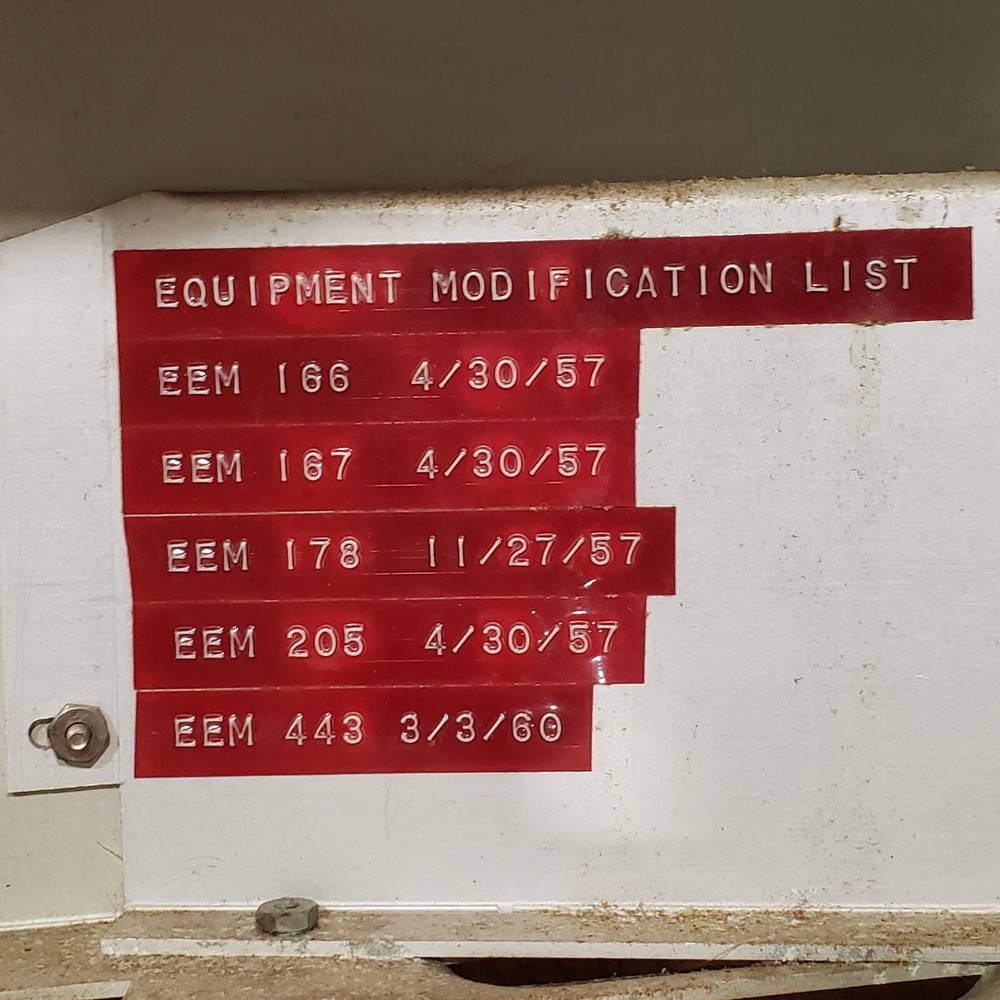 EQUIPMENT MODIFICATION LIST
EEM 166 4/30/57
EEM 167 4/30/57
EEM 178 11/27/57
EEM 205 4/30/57
EEM 443 3/3/60